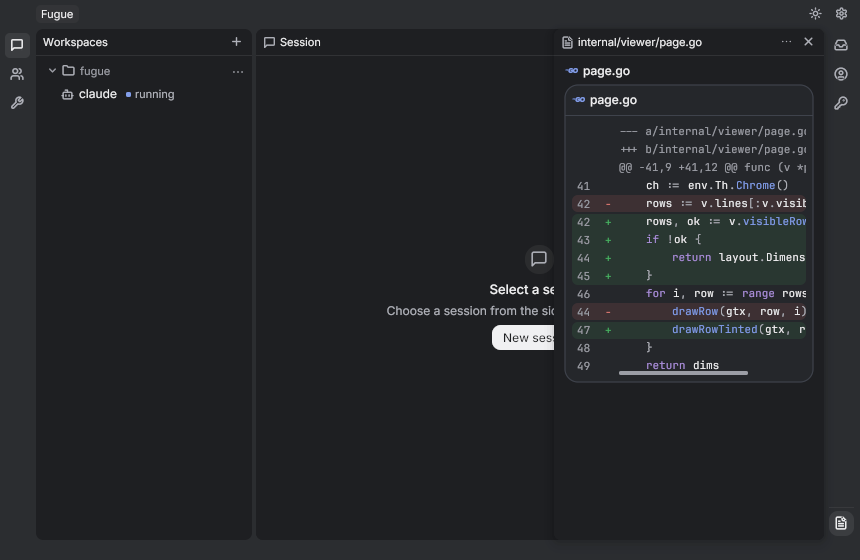 Fugue
Workspaces
fugue
claude running
Session
Select a se
Choose a session from the sid
New sess
internal/viewer/page.go
page.go
page.go
--- a/internal/viewer/page.go
+++ b/internal/viewer/page.go
@@ -41,9 +41,12 @@ func (v *p
41 ch := env.Th.Chrome()
42 - rows := v.lines[:v.visib
42 + rows, ok := v.visibleRow
43 + if !ok {
44 + return layout.Dimens
45 + }
46 for i, row := range rows
44 - drawRow(gtx, row, i)
47 + drawRowTinted(gtx, r
48 }
49 return dims